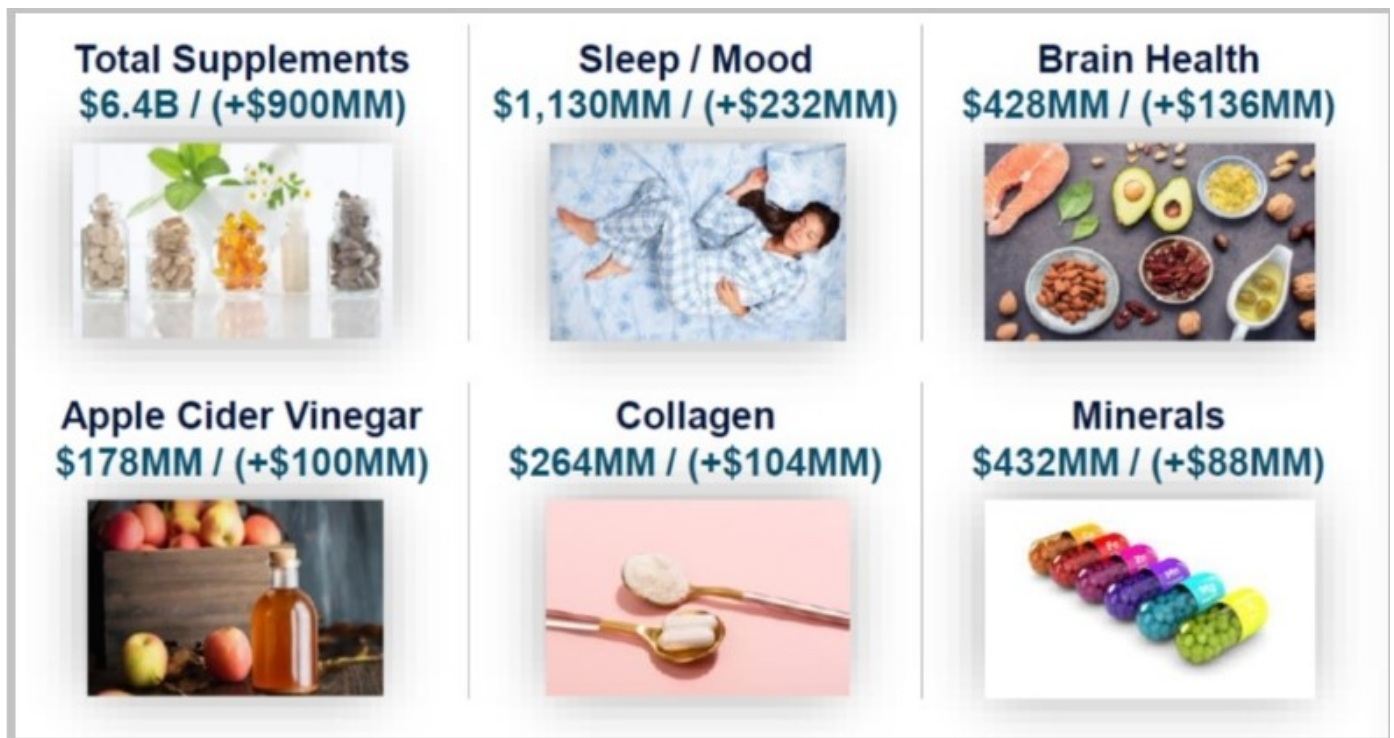 Total Supplements
$6.4B / (+$900MM)
Sleep / Mood
$1,130MM / (+$232MM)
Brain Health
$428MM / (+$136MM)
Apple Cider Vinegar
$178MM / (+$100MM)
Collagen
$264MM / (+$104MM)
Minerals
$432MM / (+$88MM)